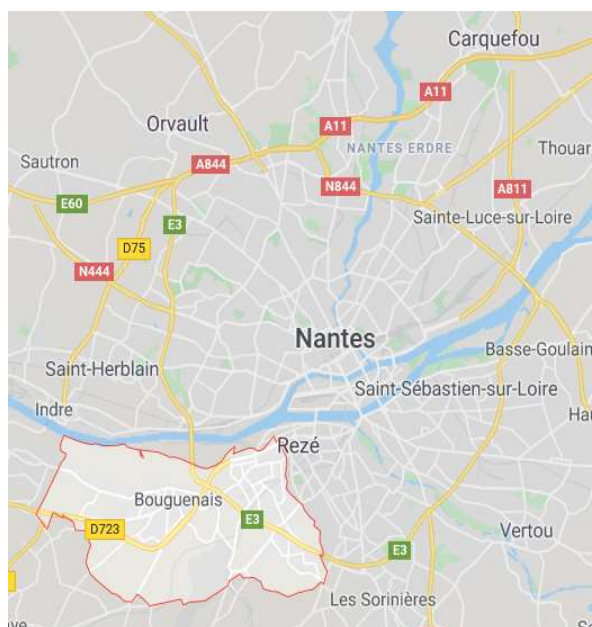 Carquefou
A11
Orvault
A11
NANTES ERDRE
Thouar
Sautron
A844
N844
A811
E60
Sainte-Luce-sur-Loire
E3
D75
N444
Nantes
Basse-Goulain
Saint-Herblain
Saint-Sébastien-sur-Loire
Indre
Hau
Rezé
Bouguenais
D723
E3
Vertou
E3
Les Sorinières